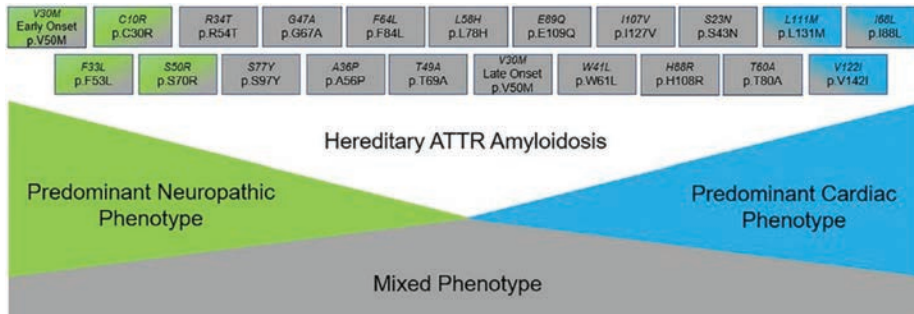 V30M
Early Onset
p.V50M
C10R
p.C30R
R34T
p.R54T
G47A
p.G67A
F64L
p.F84L
L58H
p.L78H
E89Q
p.E109Q
I107V
p.I127V
S23N
p.S43N
L111M
p.L131M
I68L
p.I88L
F33L
p.F53L
S50R
p.S70R
S77Y
p.S97Y
A36P
p.A56P
T49A
p.T69A
V30M
Late Onset
p.V50M
W41L
p.W61L
H88R
p.H108R
T60A
p.T80A
V122I
p.V142I
Hereditary ATTR Amyloidosis
Predominant Neuropathic
Phenotype
Predominant Cardiac
Phenotype
Mixed Phenotype